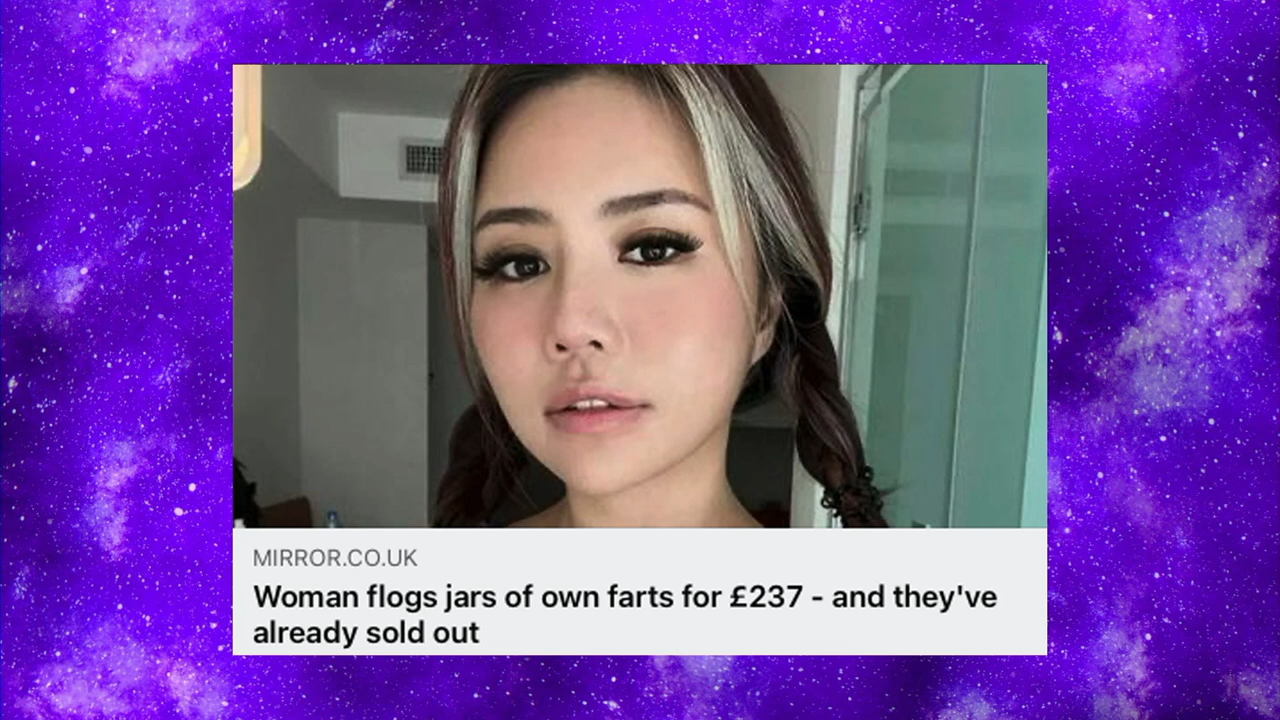 MIRROR.CO.UK
Woman flogs jars of own farts for £237 - and they've
already sold out